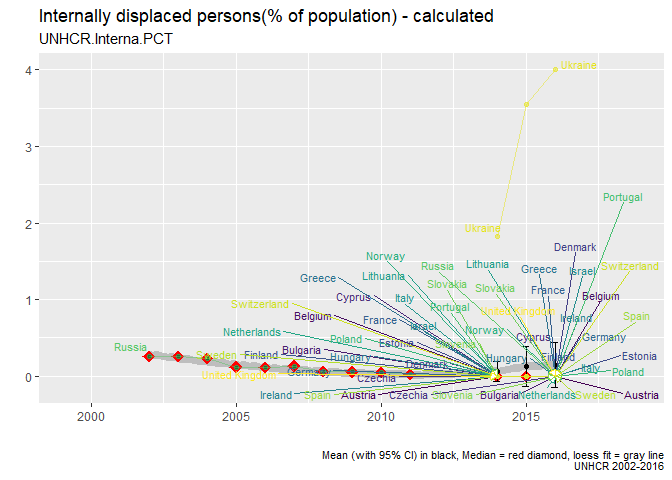 Internally displaced persons(% of population) - calculated
UNHCR.Interna.PCT
4
3
2
1
0
Ukraine
Ukraine
Portugal
Denmark
Norway
Lithuania
Russia
Lithuania
Greece
Israel
Switzerland
Greece
Slovakia
Slovakia
France
Cyprus
Italy
Belgium
Switzerland
Portugal
United Kingdom
Belgium
France
Israel
Ireland
Spain
Netherlands
Norway
Poland
Estonia
Slovenia
Cyprus
Germany
Russia
Sweden
Finland
Bulgaria
Hungary
Denmark
Hungary
Finland
Estonia
United Kingdom
Germany
Czechia
Italy
Poland
Ireland
Spain
Austria
Czechia
Slovenia
Bulgaria
Netherlands
Sweden
Austria
2000
2005
2010
2015
Mean (with 95% CI) in black, Median = red diamond, loess fit = gray line
UNHCR 2002-2016